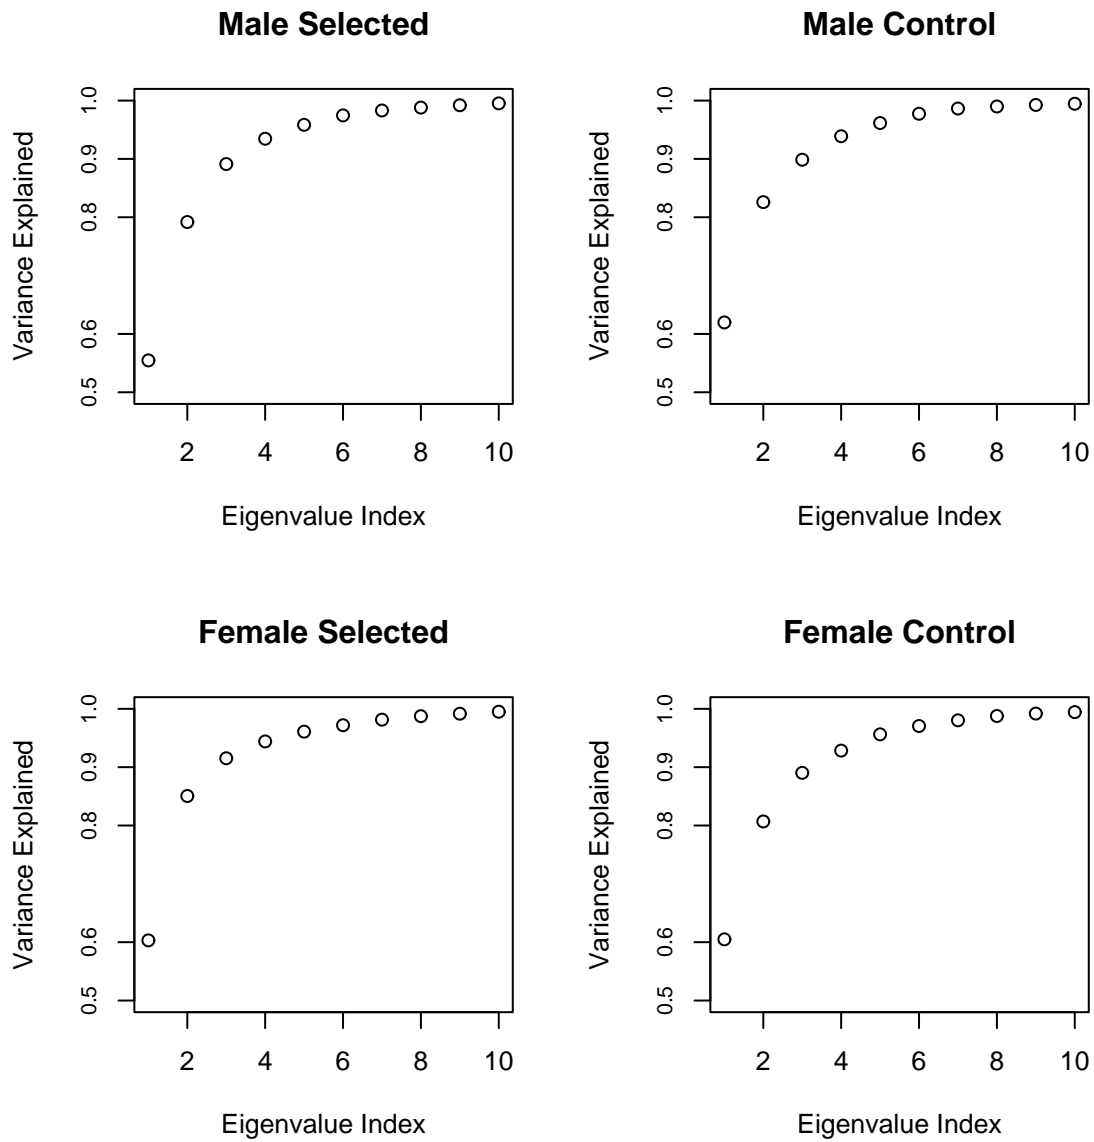 Male Selected
Variance Explained
1.0
0.9
0.8
0.6
0.5
2 4 6 8 10
Eigenvalue Index
Male Control
Variance Explained
1.0
0.9
0.8
0.6
0.5
2 4 6 8 10
Eigenvalue Index
Female Selected
Variance Explained
1.0
0.9
0.8
0.6
0.5
2 4 6 8 10
Eigenvalue Index
Female Control
Variance Explained
1.0
0.9
0.8
0.6
0.5
2 4 6 8 10
Eigenvalue Index